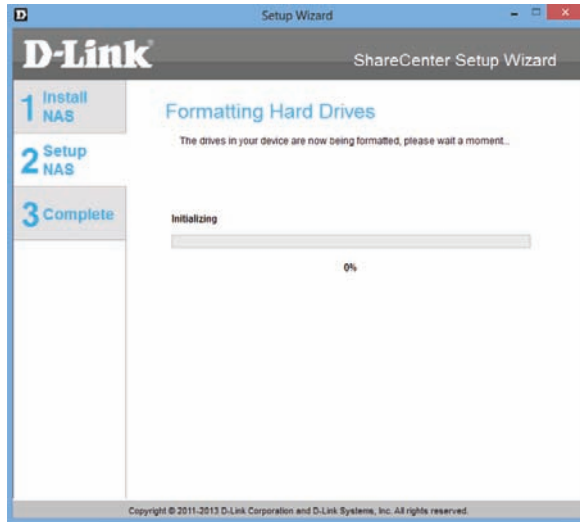 Setup Wizard
D-Link
ShareCenter Setup Wizard
1 Install
NAS
2 Setup
NAS
3 Complete
Formatting Hard Drives
The drives in your device are now being formatted, please wait a moment...
Initializing
0%
Copyright © 2011-2013 D-Link Corporation and D-Link Systems, Inc. All rights reserved.